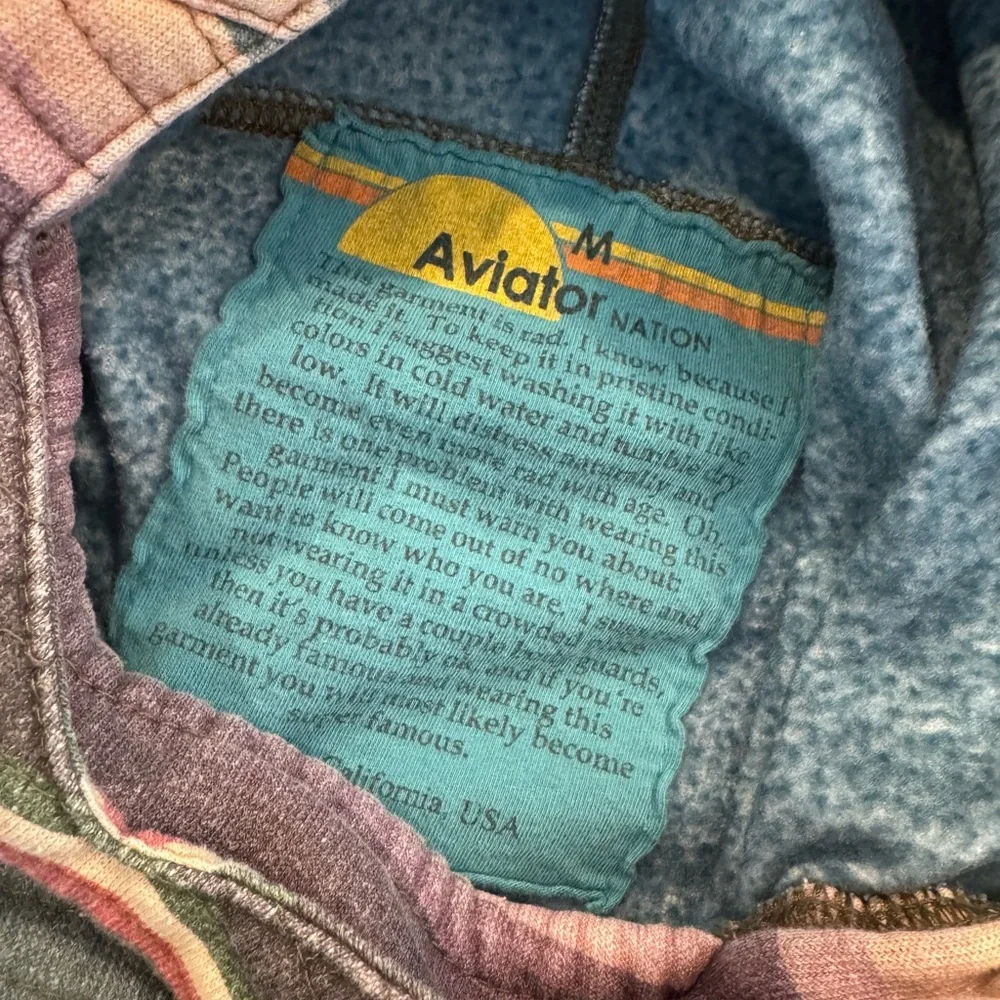 M
Aviator NATION
This garment is rad. I know because I
made it. To keep it in pristine condi-
tion I suggest washing it with like
colors in cold water and tumble dry
low. It will distress naturally and
become even more rad with age. Oh,
there is one problem with wearing this
garment I must warn you about:
People will come out of no where and
want to know who you are. I
not wearing it in a crowded
unless you have a couple body guards,
then it's probably ok, and if you're
already famous and wearing this
garment you will most likely become
super famous.
California, USA